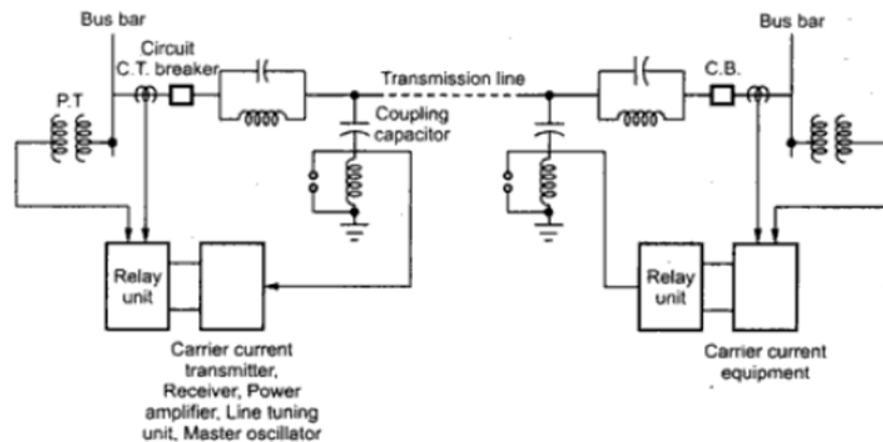 Bus bar
Circuit
C.T. breaker
P.T
Transmission line
Coupling
capacitor
Bus bar
C.B.
Relay
unit
Carrier current
transmitter,
Receiver, Power
amplifier, Line tuning
unit, Master oscillator
Relay
unit
Carrier current
equipment